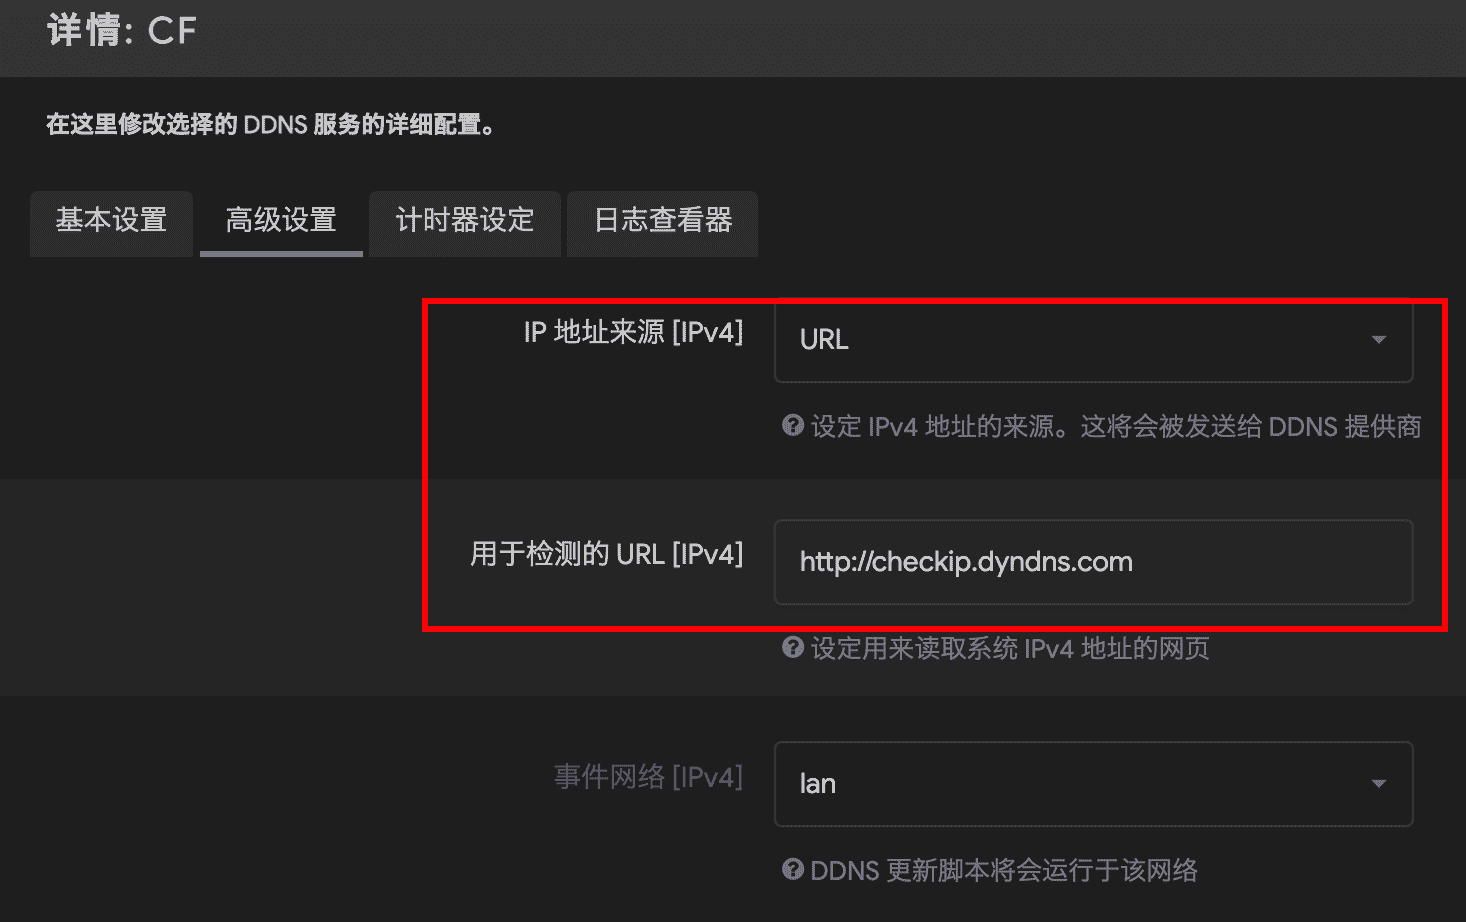 详情: CF
在这里修改选择的 DDNS 服务的详细配置。
基本设置 高级设置 计时器设定 日志查看器
IP 地址来源 [IPv4] URL
设定 IPv4 地址的来源。这将会被发送给 DDNS 提供商
用于检测的 URL [IPv4] http://checkip.dyndns.com
设定用来读取系统 IPv4 地址的网页
事件网络 [IPv4] lan
DDNS 更新脚本将会运行于该网络